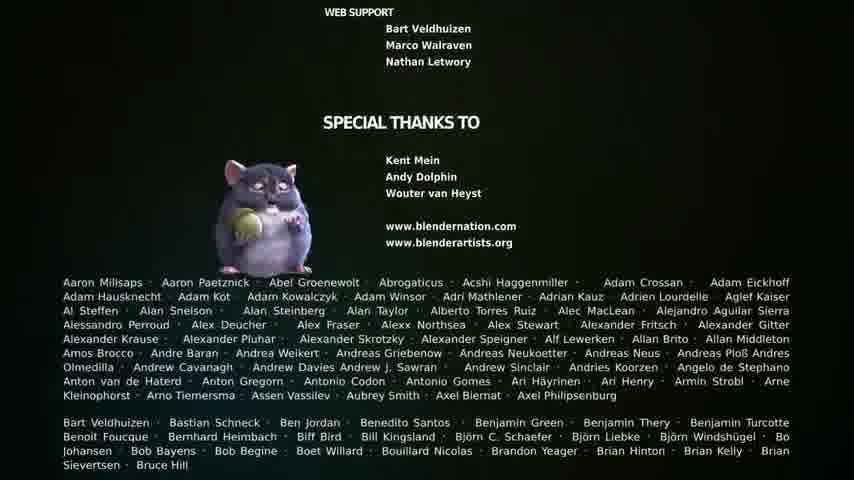 WEB SUPPORT
Bart Veldhuizen
Marco Walraven
Nathan Letwory
SPECIAL THANKS TO
Kent Mein
Andy Dolphin
Wouter van Heyst
www.blendernation.com
www.blenderartists.org
Aaron Millsaps · Aaron Paetznick · Abel Groenewolt · Abrogaticus · Acshi Haggenmiller · Adam Crossan · Adam Eickhoff
Adam Hausknecht · Adam Kot · Adam Kowalczyk · Adam Winsor · Adri Mathlener · Adrian Kauz · Adrien Lourdelle · Aglef Kaiser
Al Steffen · Alan Snelson · Alan Steinberg · Alan Taylor · Alberto Torres Ruiz · Alec MacLean · Alejandro Aguilar Sierra
Alessandro Perroud · Alex Deucher · Alex Fraser · Alexx Northsea · Alex Stewart · Alexander Fritsch · Alexander Gitter
Alexander Krause · Alexander Pluhar · Alexander Skrotzky · Alexander Speigner · Alf Lewerken · Allan Brito · Allan Middleton
Amos Brocco · Andre Baran · Andrea Weikert · Andreas Griebenow · Andreas Neukoetter · Andreas Neus · Andreas Ploß Andres
Olmedilla · Andrew Cavanagh · Andrew Davies Andrew J. Sawran · Andrew Sinclair · Andries Koorzen · Angelo de Stephano
Anton van de Haterd · Anton Gregorn · Antonio Codon · Antonio Gomes · Ari Häyrinen · Ari Henry · Armin Strobl · Arne
Kleinophorst · Arno Tiemersma · Assen Vassilev · Aubrey Smith · Axel Biernat · Axel Philipsenburg
Bart Veldhuizen · Bastian Schneck · Ben Jordan · Benedito Santos · Benjamin Green · Benjamin Thery · Benjamin Turcotte
Benoit Foucque · Bernhard Heimbach · Biff Bird · Bill Kingsland · Björn C. Schaefer · Björn Liebke · Björn Windshügel · Bo
Johansen · Bob Bayens · Bob Begine · Boet Willard · Bouillard Nicolas · Brandon Yeager · Brian Hinton · Brian Kelly · Brian
Sievertsen · Bruce Hill